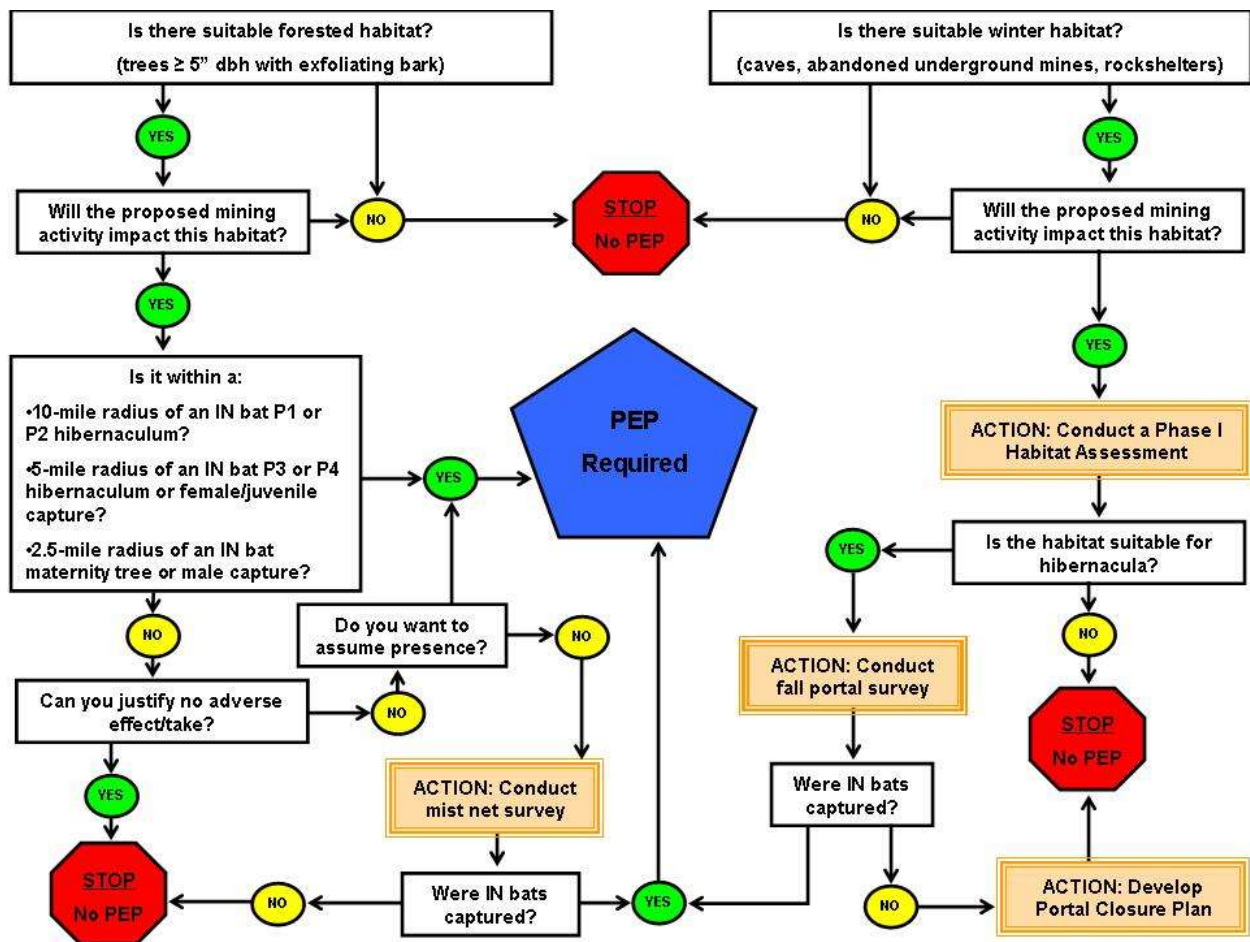 Is there suitable forested habitat?
(trees ≥ 5” dbh with exfoliating bark)
YES
Will the proposed mining
activity impact this habitat?
NO
YES
Is it within a:
•10-mile radius of an IN bat P1 or
P2 hibernaculum?
•5-mile radius of an IN bat P3 or P4
hibernaculum or female/juvenile
capture?
•2.5-mile radius of an IN bat
maternity tree or male capture?
YES
NO
Can you justify no adverse
effect/take?
NO
Do you want to
assume presence?
NO
YES
STOP
No PEP
ACTION: Conduct
mist net survey
Were IN bats
captured?
NO
YES
STOP
No PEP
PEP
Required
Is there suitable winter habitat?
(caves, abandoned underground mines, rockshelters)
YES
NO
Will the proposed mining
activity impact this habitat?
YES
ACTION: Conduct a Phase I
Habitat Assessment
Is the habitat suitable for
hibernacula?
YES
NO
ACTION: Conduct
fall portal survey
STOP
No PEP
Were IN bats
captured?
NO
ACTION: Develop
Portal Closure Plan